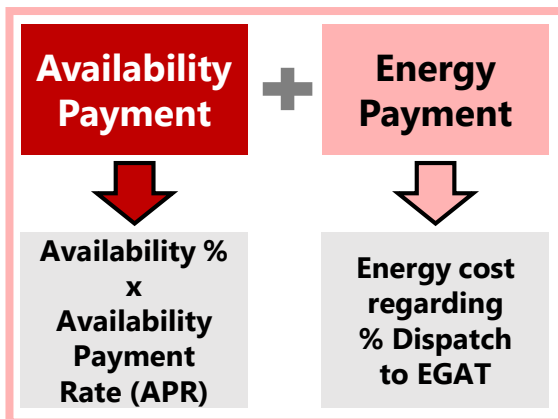 Availability
Payment
Energy
Payment
Availability %
x
Availability
Payment
Rate (APR)
Energy cost
regarding
% Dispatch
to EGAT